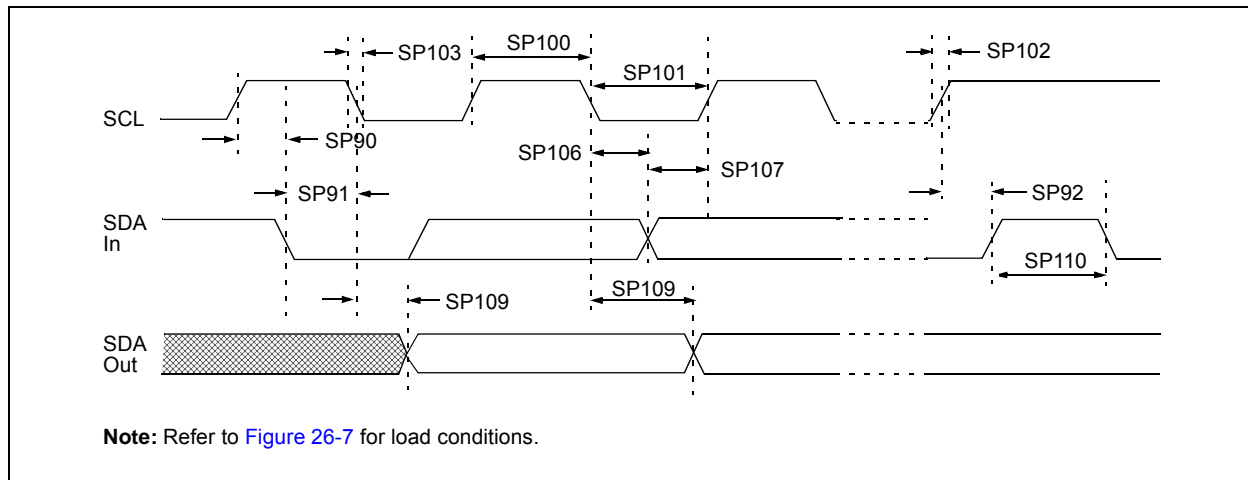 SP103
SP100
SP101
SP102
SCL
SP90
SP106
SP107
SP91
SP92
SDA
In
SP110
SP109
SP109
SDA
Out
Note: Refer to Figure 26-7 for load conditions.